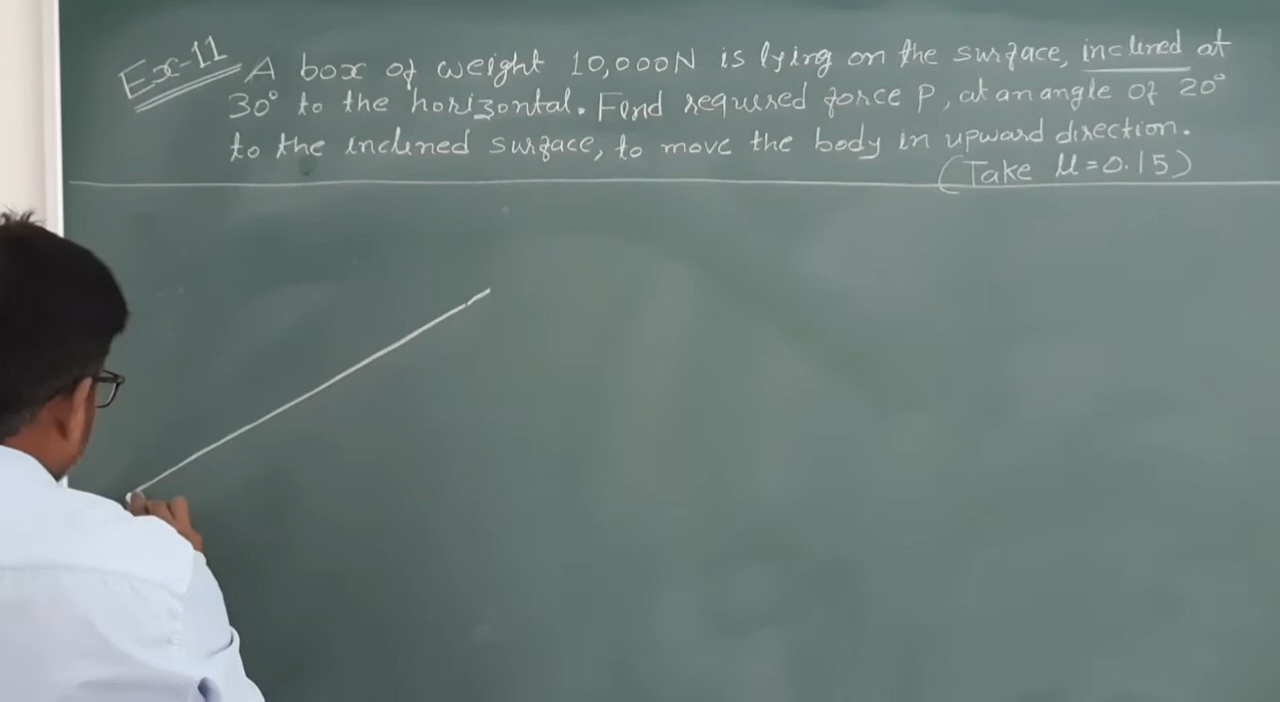 Ex-11
A box of weight 10,000N is lying on the surface, inclined at
30° to the horizontal. Find required force P, at an angle of 20°
to the inclined surface, to move the body in upward direction.
(Take μ=0.15)